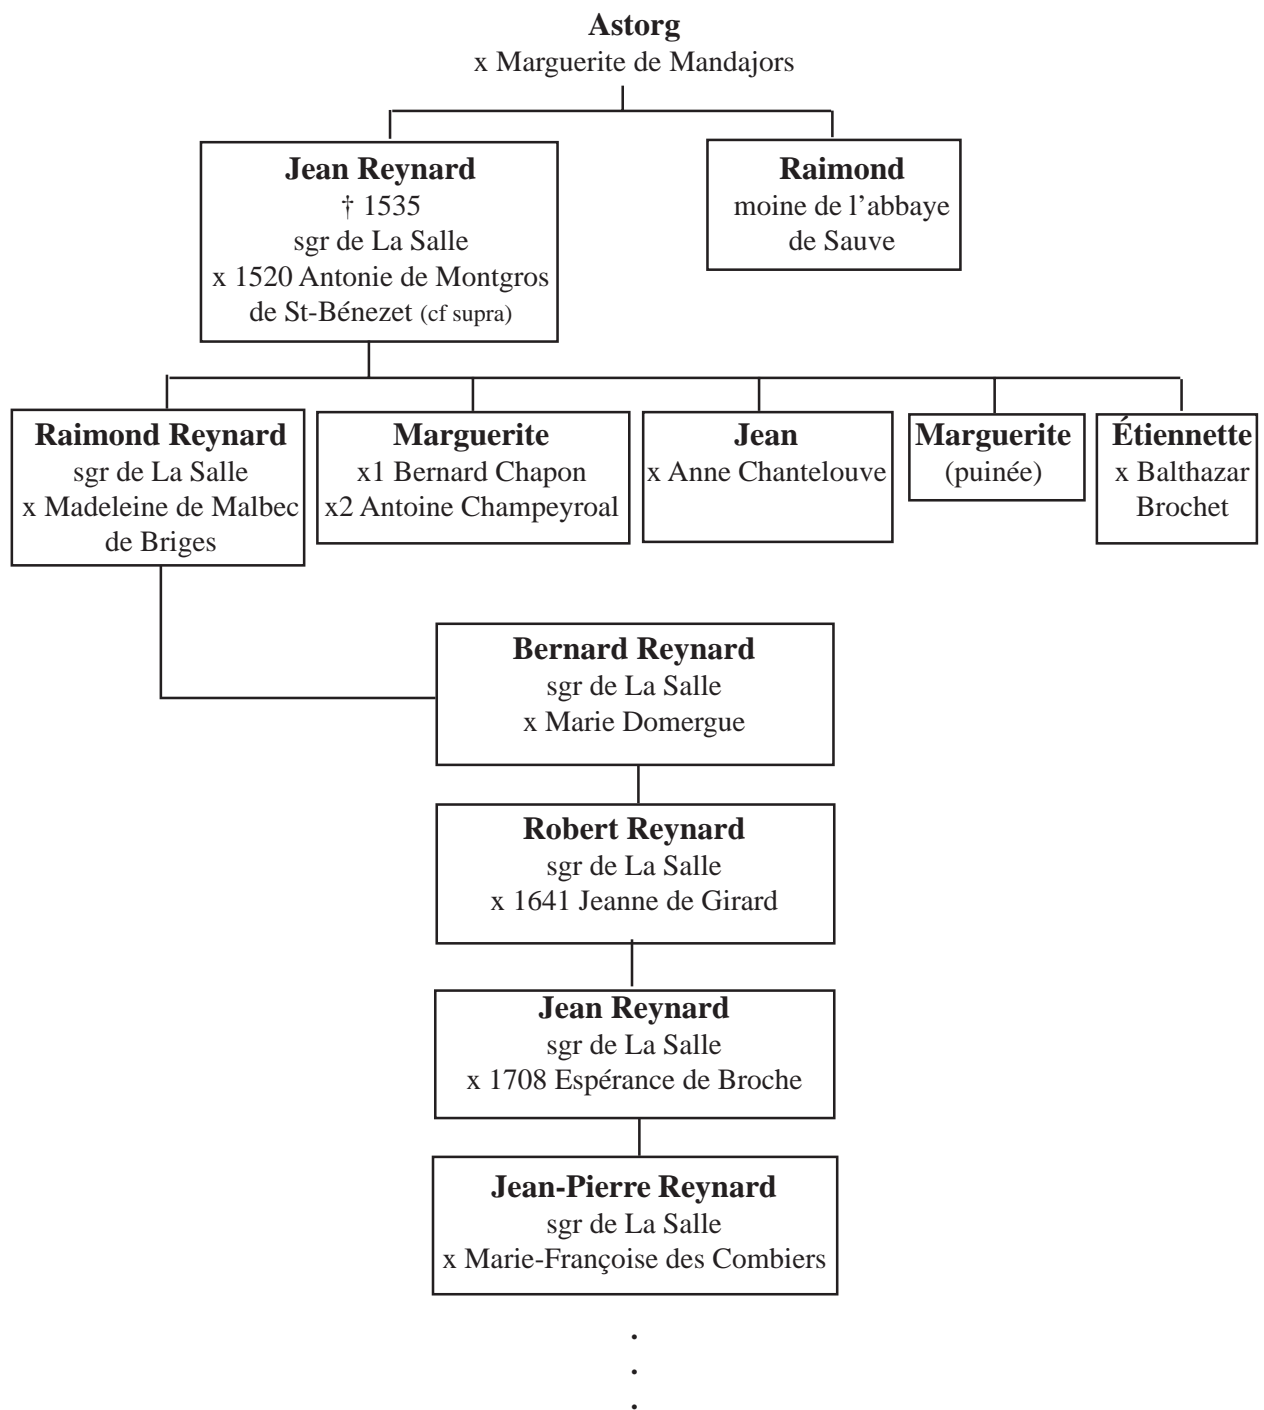 Astorg
x Marguerite de Mandajors
Jean Reynard
† 1535
sgr de La Salle
x 1520 Antonie de Montgros
de St-Bénezet (cf supra)
Raimond
moine de l’abbaye
de Sauve
Raimond Reynard
sgr de La Salle
x Madeleine de Malbec
de Briges
Marguerite
x1 Bernard Chapon
x2 Antoine Champeyroal
Jean
x Anne Chantelouve
Marguerite
(puinée)
Étiennette
x Balthazar
Brochet
Bernard Reynard
sgr de La Salle
x Marie Domergue
Robert Reynard
sgr de La Salle
x 1641 Jeanne de Girard
Jean Reynard
sgr de La Salle
x 1708 Espérance de Broche
Jean-Pierre Reynard
sgr de La Salle
x Marie-Françoise des Combiers
.
.
.